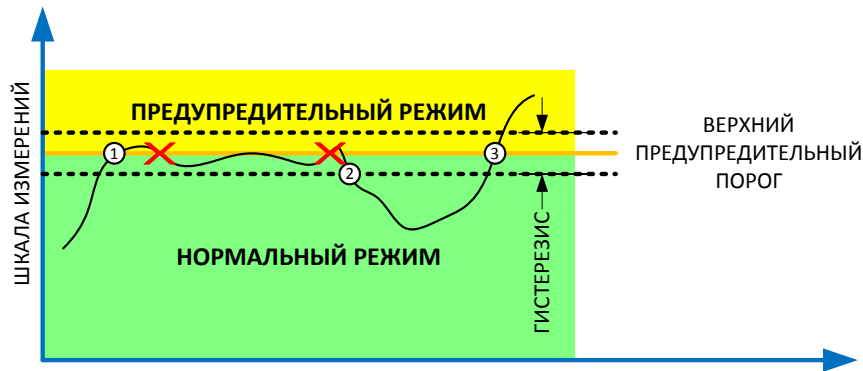 ШКАЛА ИЗМЕРЕНИЙ
ПРЕДУПРЕДИТЕЛЬНЫЙ РЕЖИМ
1
3
2
НОРМАЛЬНЫЙ РЕЖИМ
ГИСТЕРЕЗИС
ВЕРХНИЙ
ПРЕДУПРЕДИТЕЛЬНЫЙ
ПОРОГ